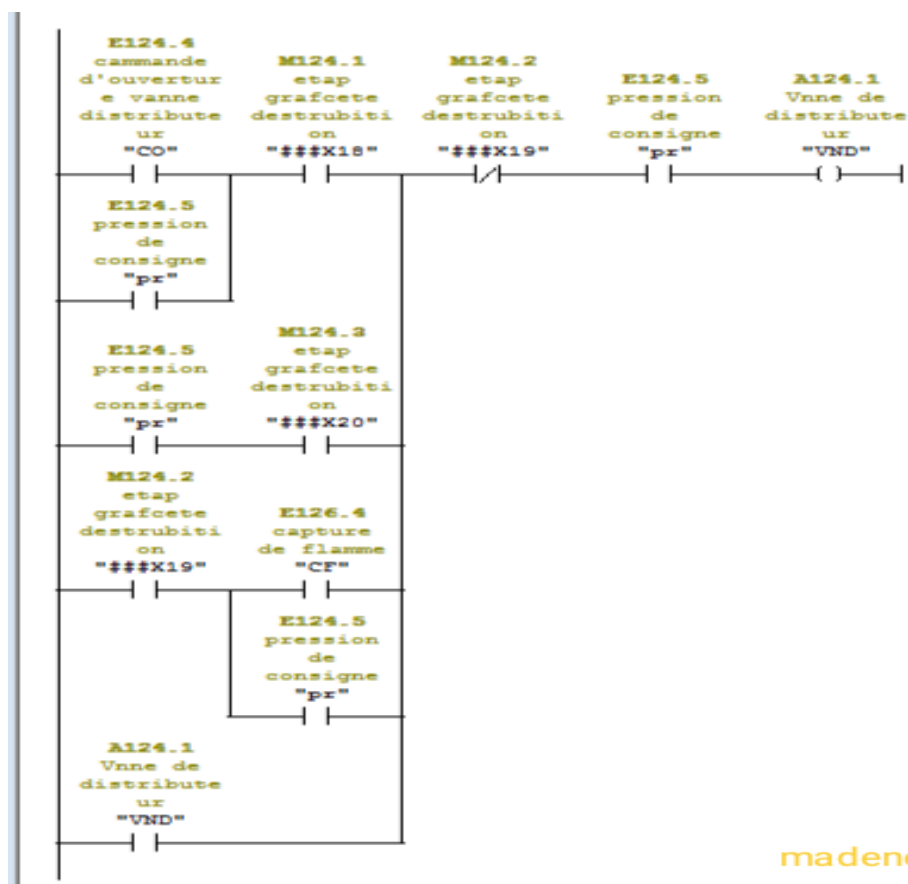 E124.4
cammande
d'ouvertur
e vanne
distribute
ur
"CO"
M124.1
etap
grafcete
destrubiti
on
"###X18"
M124.2
etap
grafcete
destrubiti
on
"###X19"
E124.5
pression
de
consigne
"pr"
A124.1
Vnne de
distribute
ur
"VND"
E124.5
pression
de
consigne
"pr"
E124.5
pression
de
consigne
"pr"
M124.3
etap
grafcete
destrubiti
on
"###X20"
M124.2
etap
grafcete
destrubiti
on
"###X19"
E126.4
capture
de flamme
"CF"
E124.5
pression
de
consigne
"pr"
A124.1
Vnne de
distribute
ur
"VND"